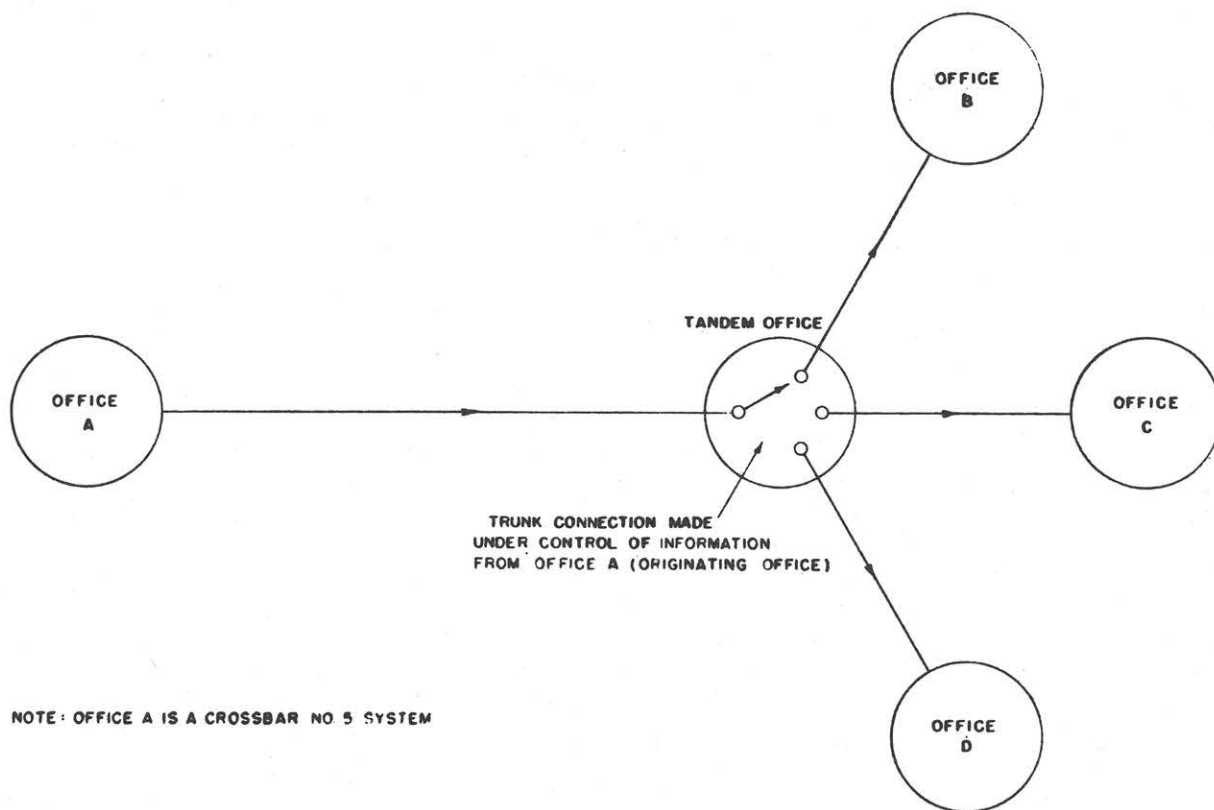 OFFICE
B
TANDEM OFFICE
OFFICE
A
OFFICE
C
TRUNK CONNECTION MADE
UNDER CONTROL OF INFORMATION
FROM OFFICE A (ORIGINATING OFFICE)
OFFICE
D
NOTE: OFFICE A IS A CROSSBAR NO. 5 SYSTEM